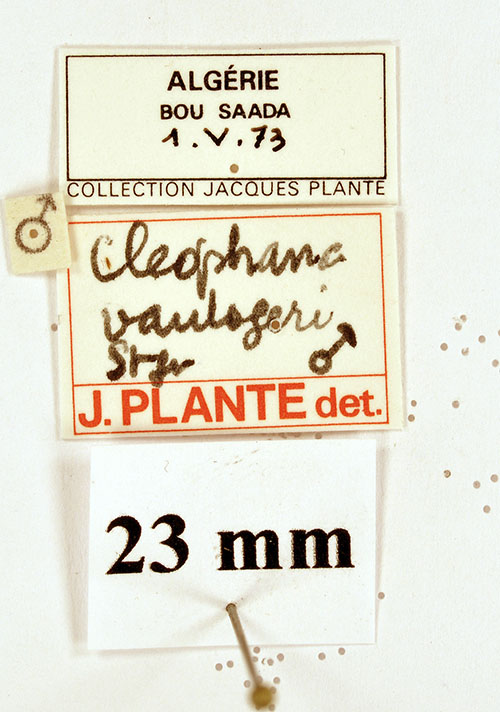 ALGÉRIE
BOU SAADA
1.V.73
COLLECTION JACQUES PLANTE
♂
Cleophana
vaulogeri
Stgr ♂
J. PLANTE det.
23 mm